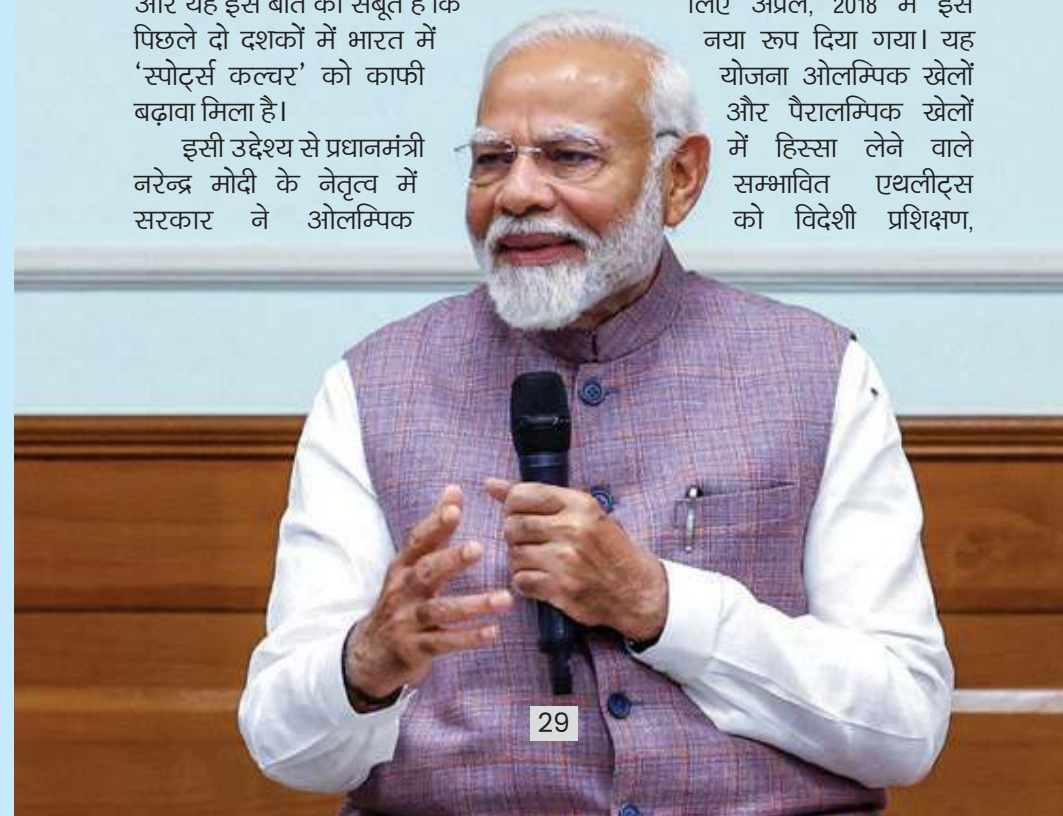 और यह इस बात का सबूत है कि
पिछले दो दशकों में भारत में
‘स्पोर्ट्स कल्चर’ को काफी
बढ़ावा मिला है।
इसी उद्देश्य से प्रधानमंत्री
नरेन्द्र मोदी के नेतृत्व में
सरकार ने ओलम्पिक
लिए अप्रैल, 2018 में इसे
नया रूप दिया गया। यह
योजना ओलम्पिक खेलों
और पैरालम्पिक खेलों
में हिस्सा लेने वाले
सम्भावित एथलीट्स
को विदेशी प्रशिक्षण,
29